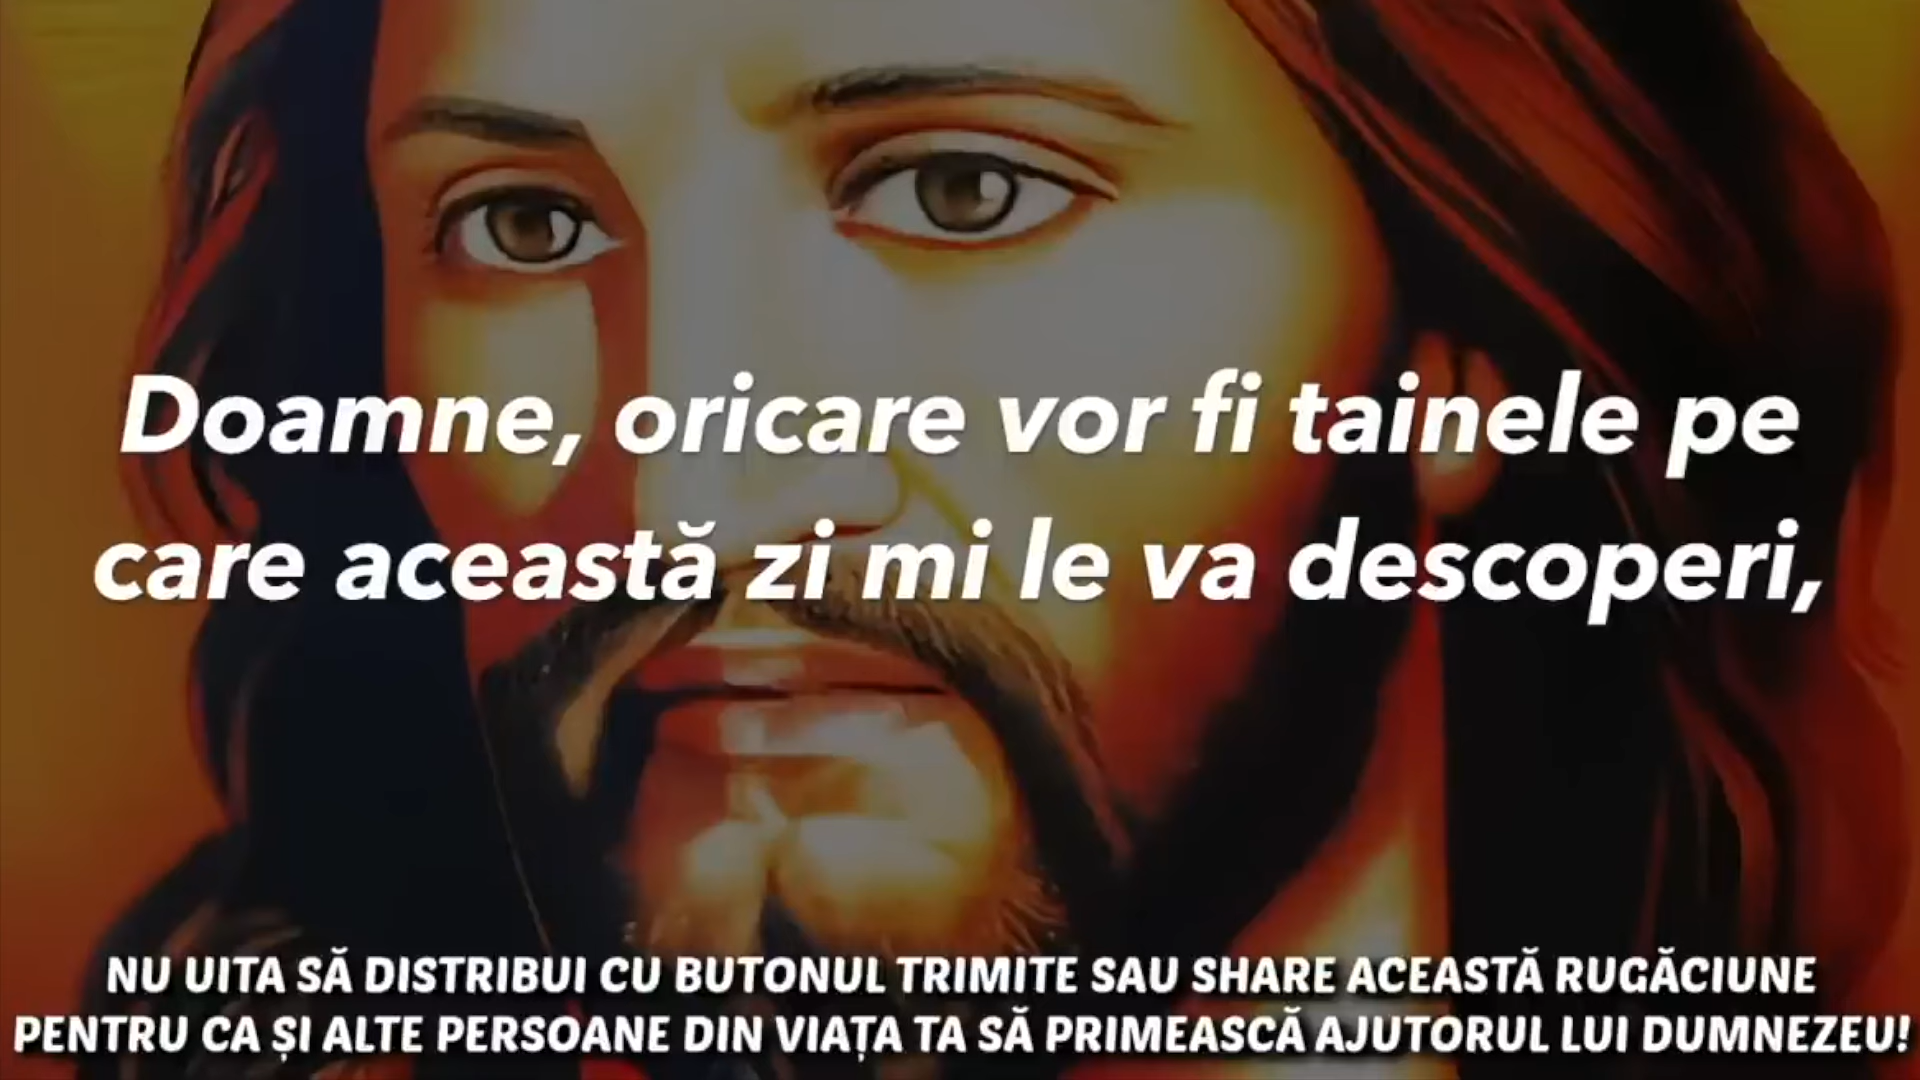 Doamne, oricare vor fi tainele pe
care această zi mi le va descoperi,
NU UITA SĂ DISTRIBUI CU BUTONUL TRIMITE SAU SHARE ACEASTĂ RUGĂCIUNE
PENTRU CA ȘI ALTE PERSOANE DIN VIAȚA TA SĂ PRIMEASCĂ AJUTORUL LUI DUMNEZEU!